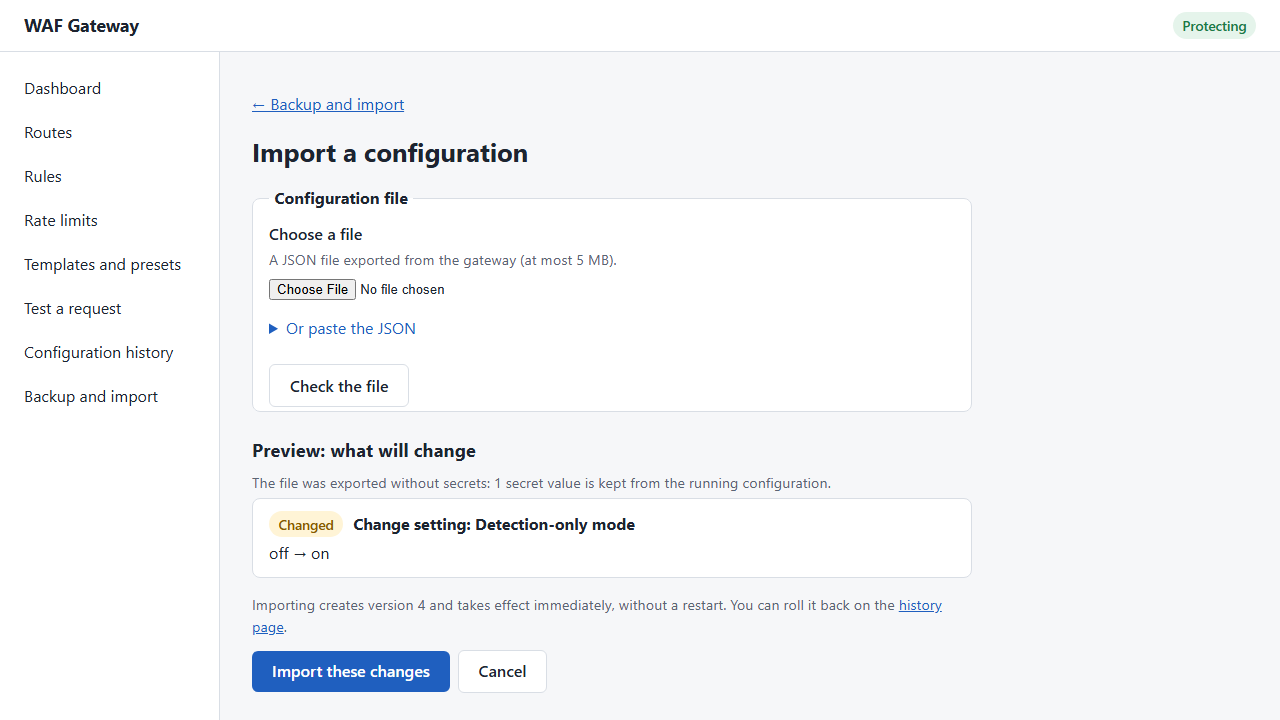 WAF Gateway
Protecting
Dashboard
Routes
Rules
Rate limits
Templates and presets
Test a request
Configuration history
Backup and import
← Backup and import
Import a configuration
Configuration file
Choose a file
A JSON file exported from the gateway (at most 5 MB).
Choose File No file chosen
Or paste the JSON
Check the file
Preview: what will change
The file was exported without secrets: 1 secret value is kept from the running configuration.
Changed Change setting: Detection-only mode
off → on
Importing creates version 4 and takes effect immediately, without a restart. You can roll it back on the history
page.
Import these changes Cancel